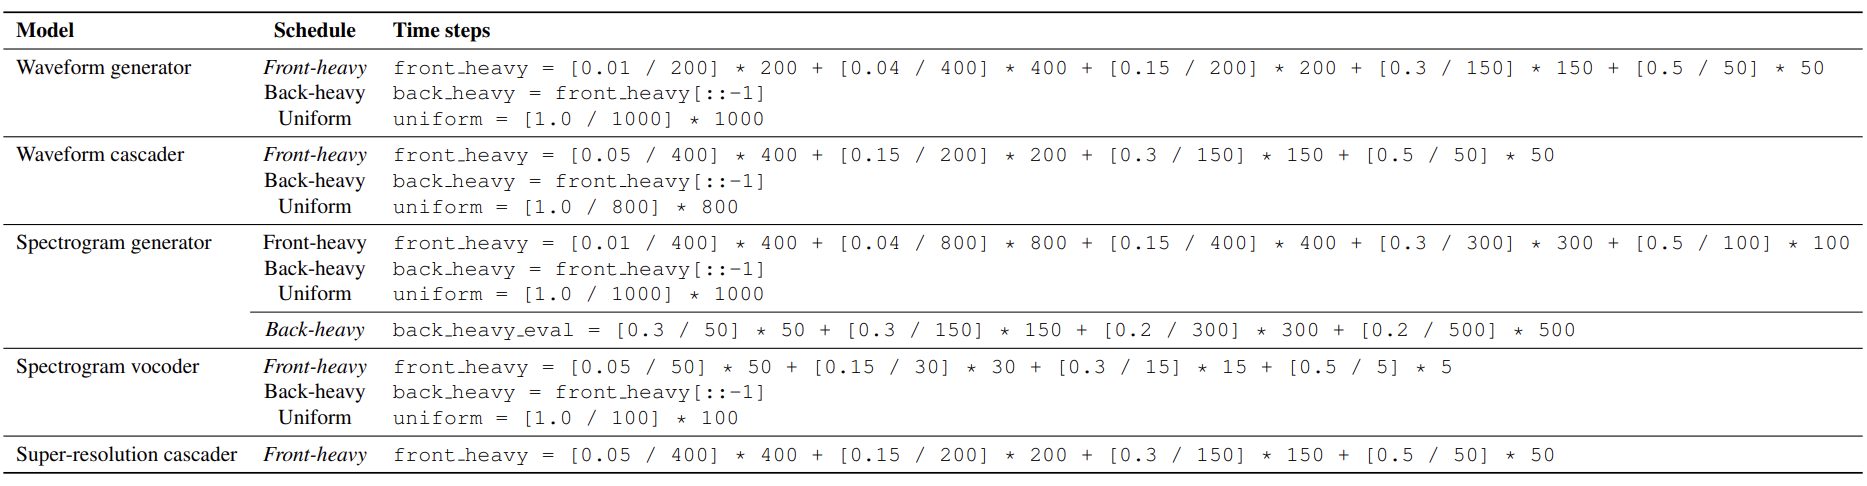 Model Schedule Time steps
Waveform generator Front-heavy front_heavy = [0.01 / 200] * 200 + [0.04 / 400] * 400 + [0.15 / 200] * 200 + [0.3 / 150] * 150 + [0.5 / 50] * 50
Back-heavy back_heavy = front_heavy[::-1]
Uniform uniform = [1.0 / 1000] * 1000
Waveform cascader Front-heavy front_heavy = [0.05 / 400] * 400 + [0.15 / 200] * 200 + [0.3 / 150] * 150 + [0.5 / 50] * 50
Back-heavy back_heavy = front_heavy[::-1]
Uniform uniform = [1.0 / 800] * 800
Spectrogram generator Front-heavy front_heavy = [0.01 / 400] * 400 + [0.04 / 800] * 800 + [0.15 / 400] * 400 + [0.3 / 300] * 300 + [0.5 / 100] * 100
Back-heavy back_heavy = front_heavy[::-1]
Uniform uniform = [1.0 / 1000] * 1000
Back-heavy back_heavy_eval = [0.3 / 50] * 50 + [0.3 / 150] * 150 + [0.2 / 300] * 300 + [0.2 / 500] * 500
Spectrogram vocoder Front-heavy front_heavy = [0.05 / 50] * 50 + [0.15 / 30] * 30 + [0.3 / 15] * 15 + [0.5 / 5] * 5
Back-heavy back_heavy = front_heavy[::-1]
Uniform uniform = [1.0 / 100] * 100
Super-resolution cascader Front-heavy front_heavy = [0.05 / 400] * 400 + [0.15 / 200] * 200 + [0.3 / 150] * 150 + [0.5 / 50] * 50